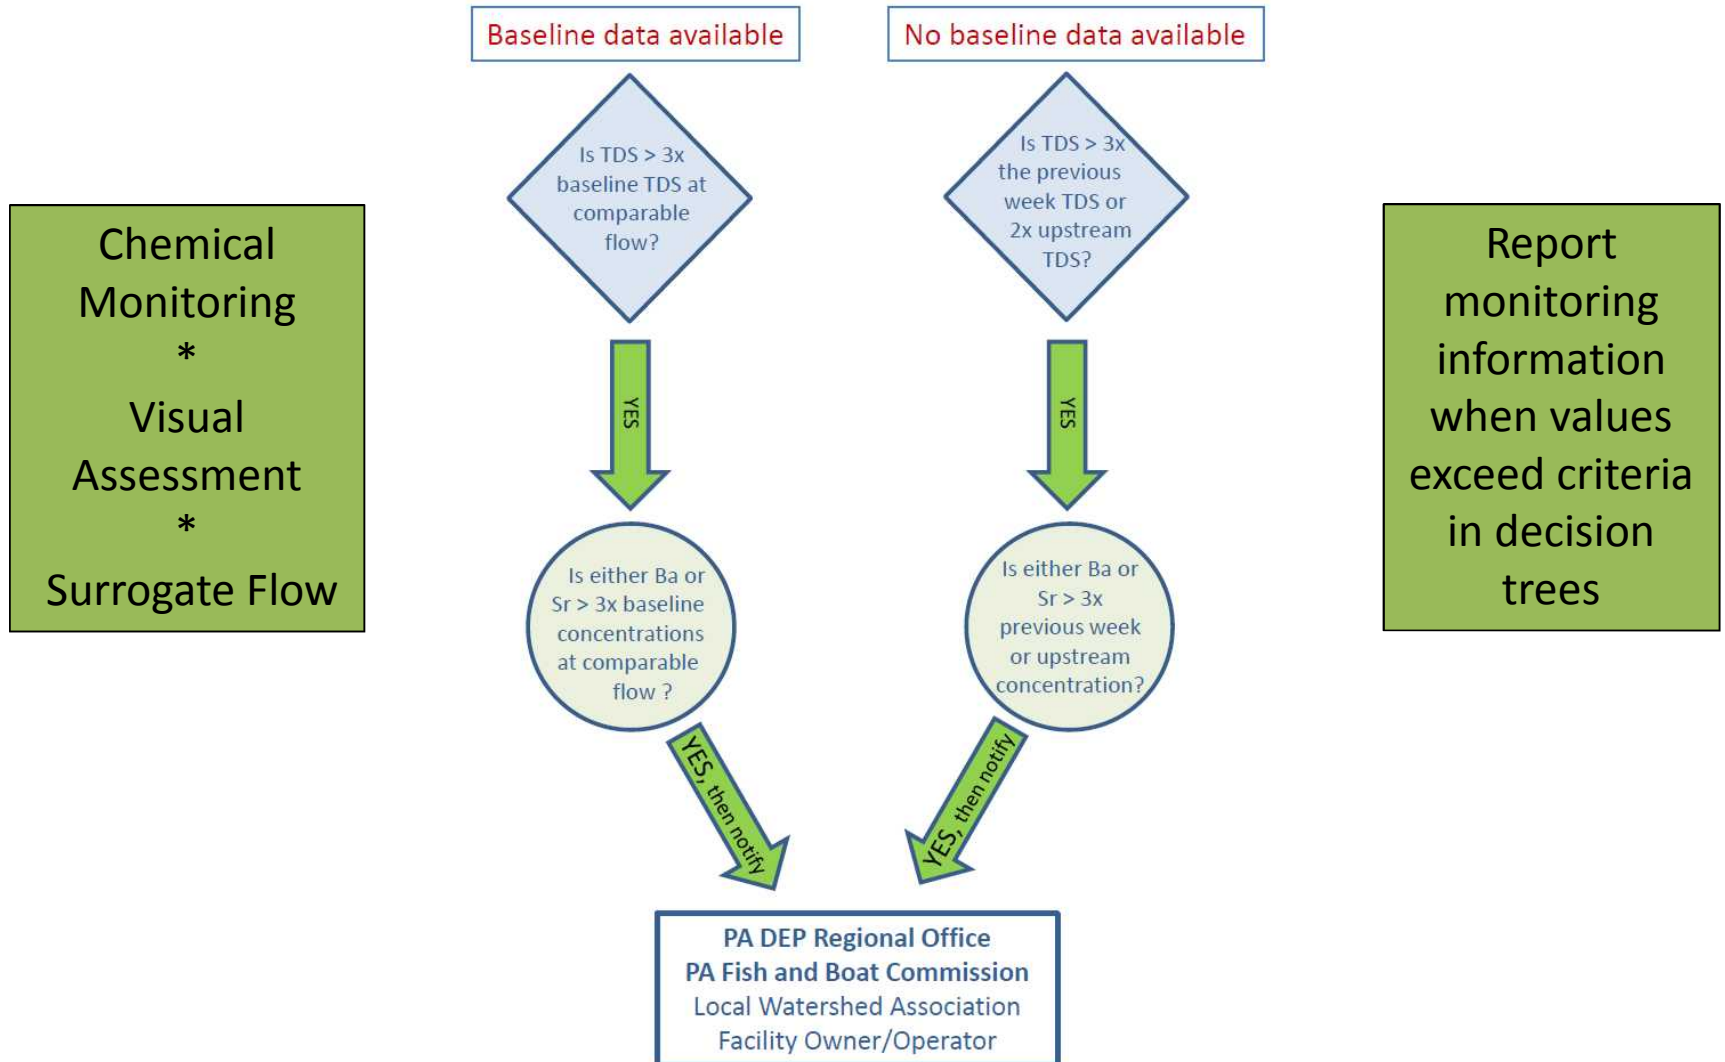 Baseline data available
No baseline data available
Is TDS > 3x
baseline TDS at
comparable
flow?
Is TDS > 3x
the previous
week TDS or
2x upstream
TDS?
Chemical
Monitoring
*
Visual
Assessment
*
Surrogate Flow
Report
monitoring
information
when values
exceed criteria
in decision
trees
YES
YES
Is either Ba or
Sr > 3x baseline
concentrations
at comparable
flow ?
Is either Ba or
Sr > 3x
previous week
or upstream
concentration?
YES, then notify
YES, then notify
PA DEP Regional Office
PA Fish and Boat Commission
Local Watershed Association
Facility Owner/Operator